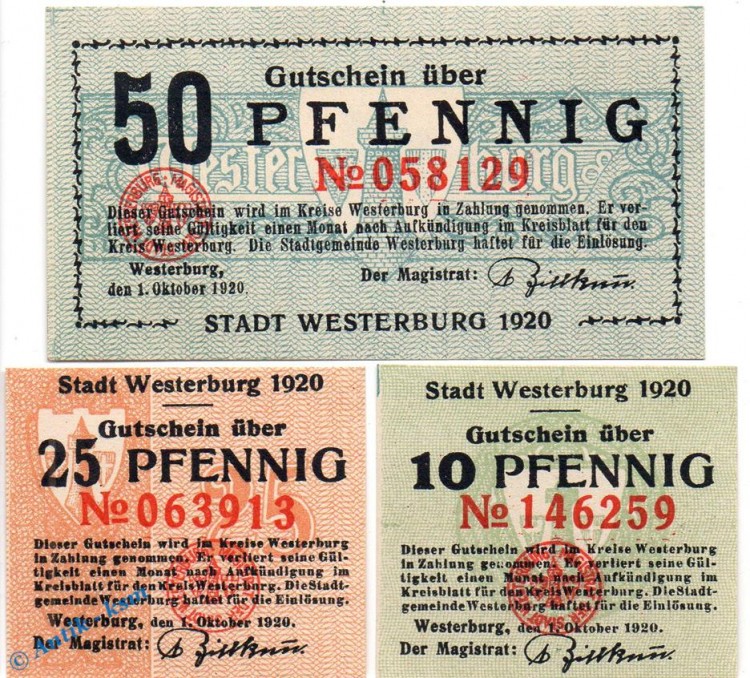 50 Gutschein über
PFENNIG
Westerburg
№ 058129
Dieser Gutschein wird im Kreise Westerburg in Zahlung genommen. Er ver-
liert seine Gültigkeit einen Monat nach Aufkündigung im Kreisblatt für den
Kreis Westerburg. Die Stadtgemeinde Westerburg haftet für die Einlösung.
Westerburg,
den 1. Oktober 1920.
Der Magistrat:
STADT WESTERBURG 1920
Stadt Westerburg 1920
Gutschein über
25 PFENNIG
25
№ 063913
Dieser Gutschein wird im Kreise Westerburg
in Zahlung genommen. Er verliert seine Gül-
tigkeit einen Monat nach Aufkündigung im
Kreisblatt für den Kreis Westerburg. Die Stadt-
gemeinde Westerburg haftet für die Einlösung.
Westerburg, den 1. Oktober 1920.
Der Magistrat:
Stadt Westerburg 1920
Gutschein über
10 PFENNIG
№ 146259
Dieser Gutschein wird im Kreise Westerburg
in Zahlung genommen. Er verliert seine Gül-
tigkeit einen Monat nach Aufkündigung im
Kreisblatt für den Kreis Westerburg. Die Stadt-
gemeinde Westerburg haftet für die Einlösung.
Westerburg, den 1. Oktober 1920.
Der Magistrat: